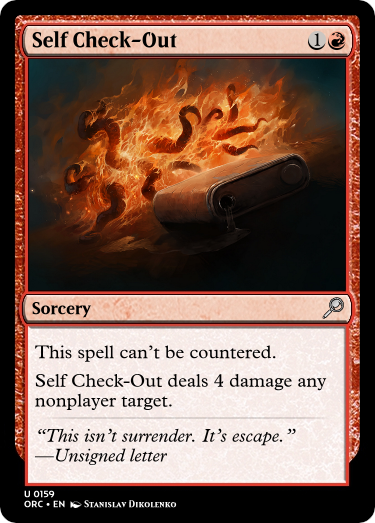 Self Check-Out
1
Sorcery
This spell can't be countered.
Self Check-Out deals 4 damage any
nonplayer target.
"This isn't surrender. It's escape."
—Unsigned letter
U 0159
ORC • EN Stanislav Dikolenko